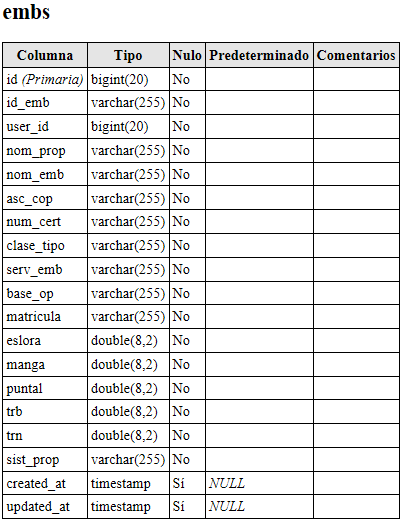 embs
Columna Tipo Nulo Predeterminado Comentarios
id (Primaria) bigint(20) No
id_emb varchar(255) No
user_id bigint(20) No
nom_prop varchar(255) No
nom_emb varchar(255) No
asc_cop varchar(255) No
num_cert varchar(255) No
clase_tipo varchar(255) No
serv_emb varchar(255) No
base_op varchar(255) No
matricula varchar(255) No
eslora double(8,2) No
manga double(8,2) No
puntal double(8,2) No
trb double(8,2) No
trn double(8,2) No
sist_prop varchar(255) No
created_at timestamp Sí NULL
updated_at timestamp Sí NULL